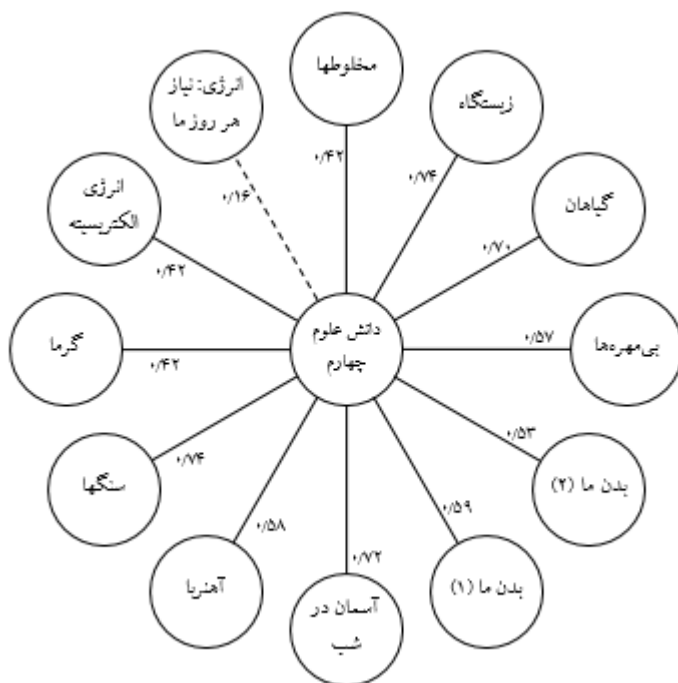 مخلوطها
انرژی: نیاز
هر روز ما
زیستگاه
۰/۴۲
۰/۷۴
۰/۱۶
انرژی
الکتریسیته
گیاهان
۰/۷۰
۰/۴۲
دانش علوم
چهارم
گرما
بی‌مهره‌ها
۰/۴۲
۰/۵۷
۰/۵۳
۰/۷۴
سنگها
بدن ما (۲)
۰/۵۹
۰/۵۸
۰/۷۲
آهنربا
بدن ما (۱)
آسمان در
شب